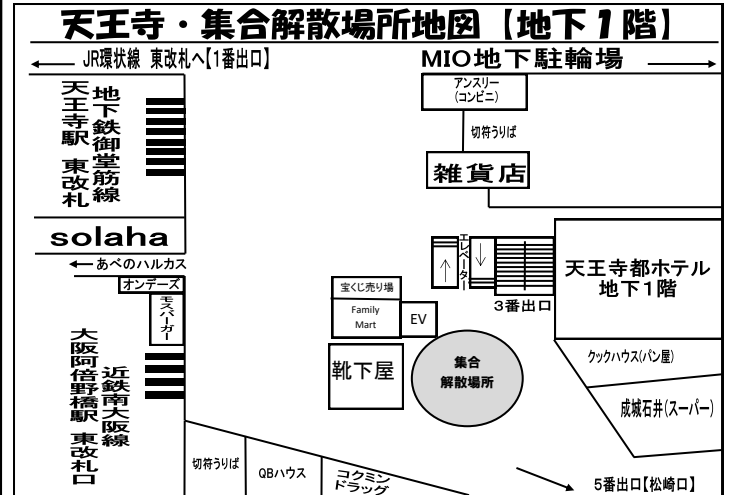 天王寺・集合解散場所地図【地下1階】
JR環状線 東改札へ【1番出口】
MIO地下駐輪場
アンスリー
(コンビニ)
切符うりば
雑貨店
地下鉄御堂筋線
天王寺駅 東改札
solaha
あべのハルカス
オンデーズ
モスバーガー
近鉄南大阪線
大阪阿倍野橋駅 東改札口
エレベーター
3番出口
天王寺都ホテル
地下1階
宝くじ売り場
Family
Mart
EV
靴下屋
集合
解散場所
クックハウス(パン屋)
成城石井(スーパー)
切符うりば
QBハウス
コクミン
ドラッグ
5番出口【松崎口】